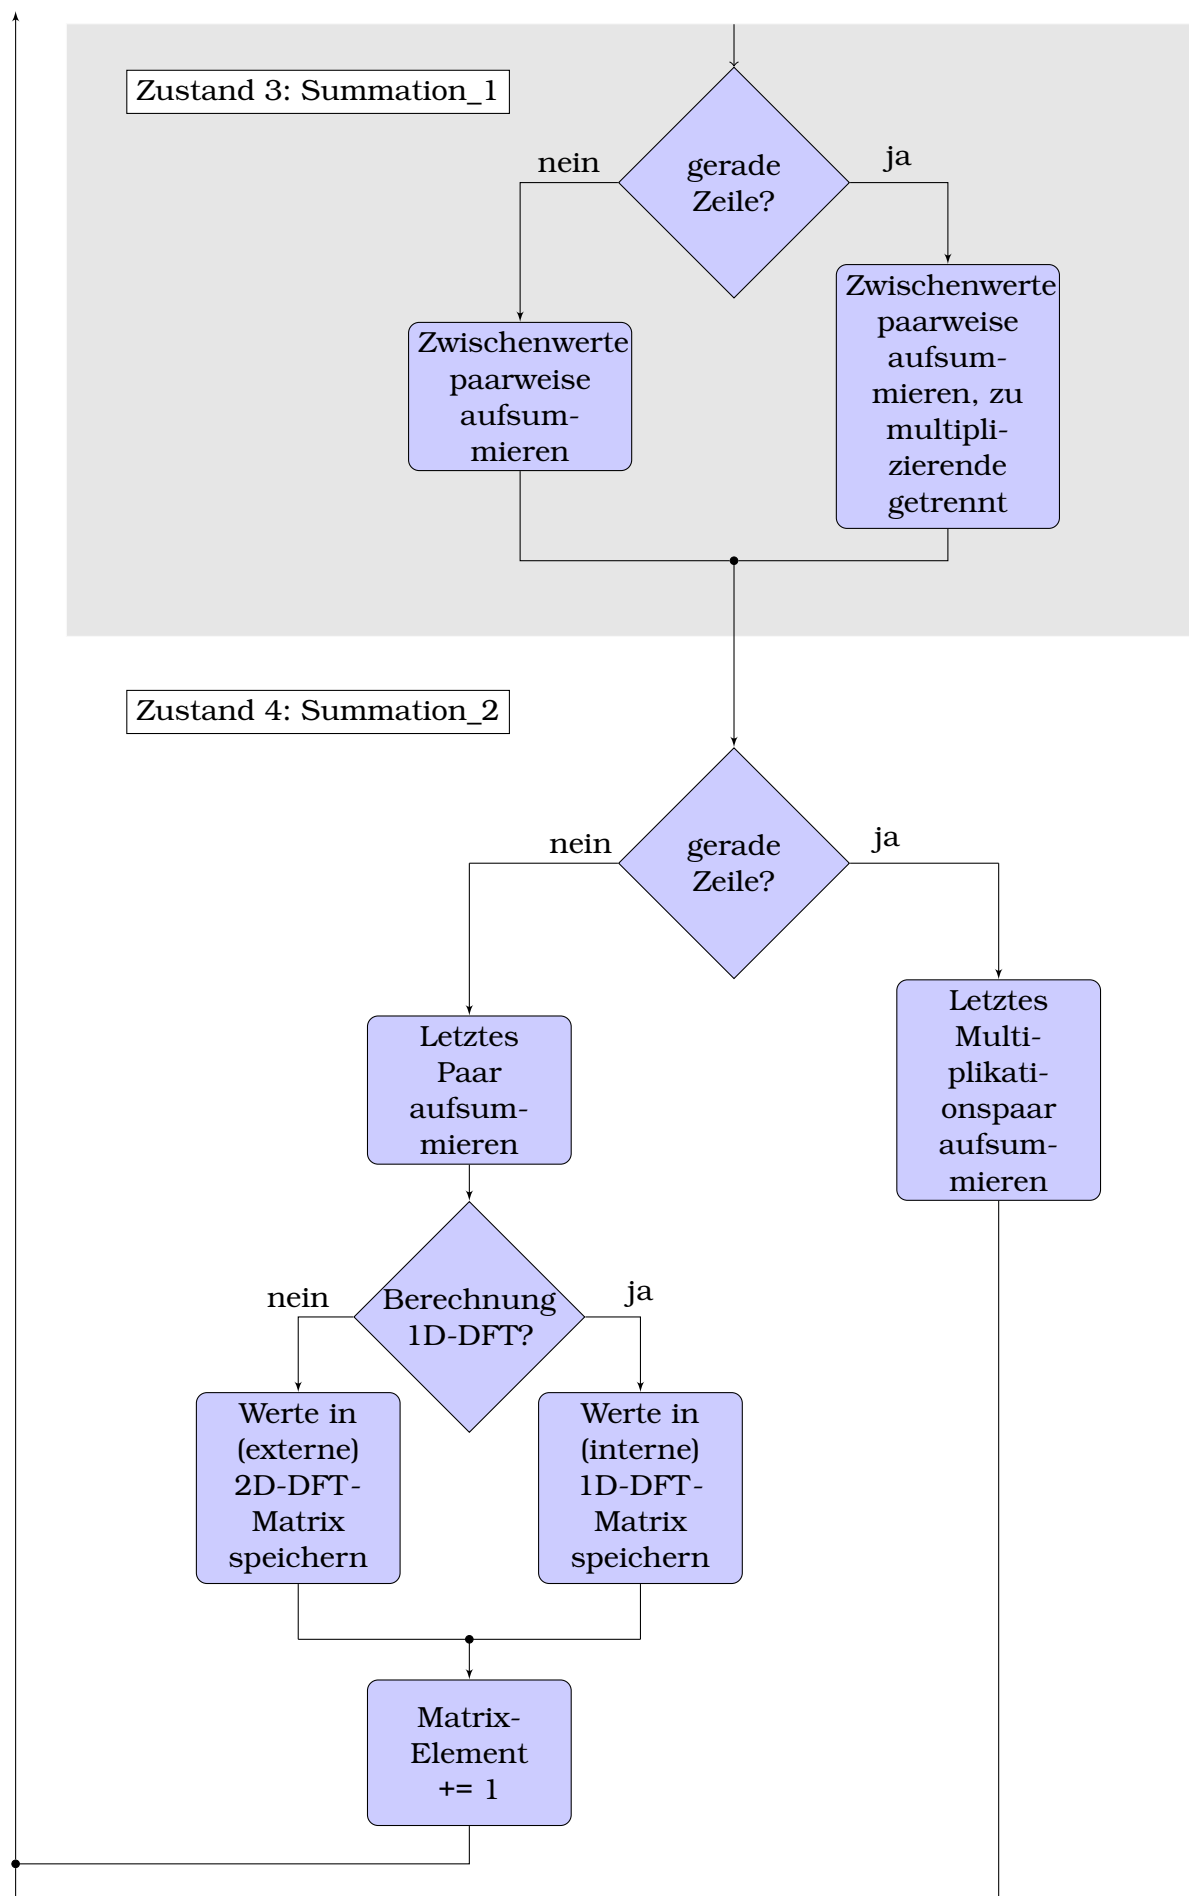 Zustand 3: Summation_1
gerade
Zeile?
nein
ja
Zwischenwerte
paarweise
aufsum-
mieren
Zwischenwerte
paarweise
aufsum-
mieren, zu
multipli-
zierende
getrennt
Zustand 4: Summation_2
gerade
Zeile?
nein
ja
Letztes
Paar
aufsum-
mieren
Letztes
Multi-
plikati-
onspaar
aufsum-
mieren
Berechnung
1D-DFT?
nein
ja
Werte in
(externe)
2D-DFT-
Matrix
speichern
Werte in
(interne)
1D-DFT-
Matrix
speichern
Matrix-
Element
+= 1